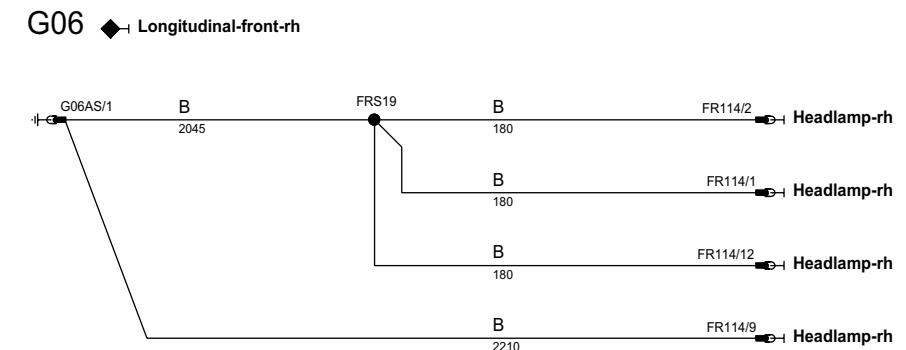 G06 Longitudinal-front-rh
G06AS/1 B FRS19 B FR114/2 Headlamp-rh
2045 180
B FR114/1 Headlamp-rh
180
B FR114/12 Headlamp-rh
180
B FR114/9 Headlamp-rh
2210